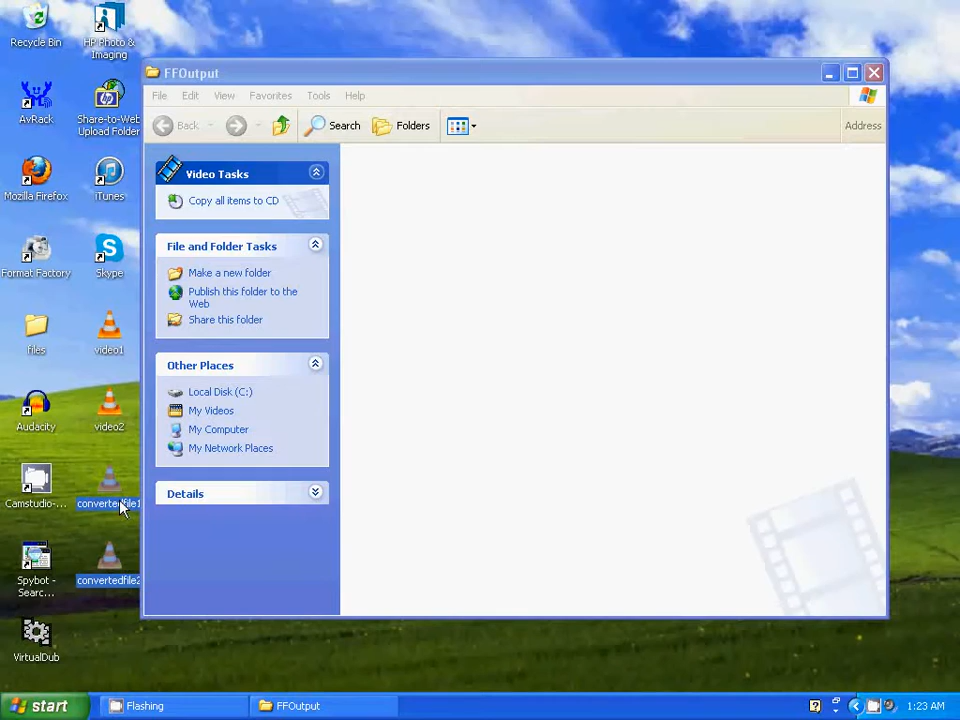 Recycle Bin
HP Photo &
Imaging
AvRack
Share-to-Web
Upload Folder
Mozilla Firefox
iTunes
Format Factory
Skype
files
video1
Audacity
video2
Camstudio-...
convertedfile1
Spybot -
Searc...
convertedfile2
VirtualDub
FFOutput
File Edit View Favorites Tools Help
Back Search Folders Address
Video Tasks
Copy all items to CD
File and Folder Tasks
Make a new folder
Publish this folder to the
Web
Share this folder
Other Places
Local Disk (C:)
My Videos
My Computer
My Network Places
Details
start Flashing FFOutput 1:23 AM